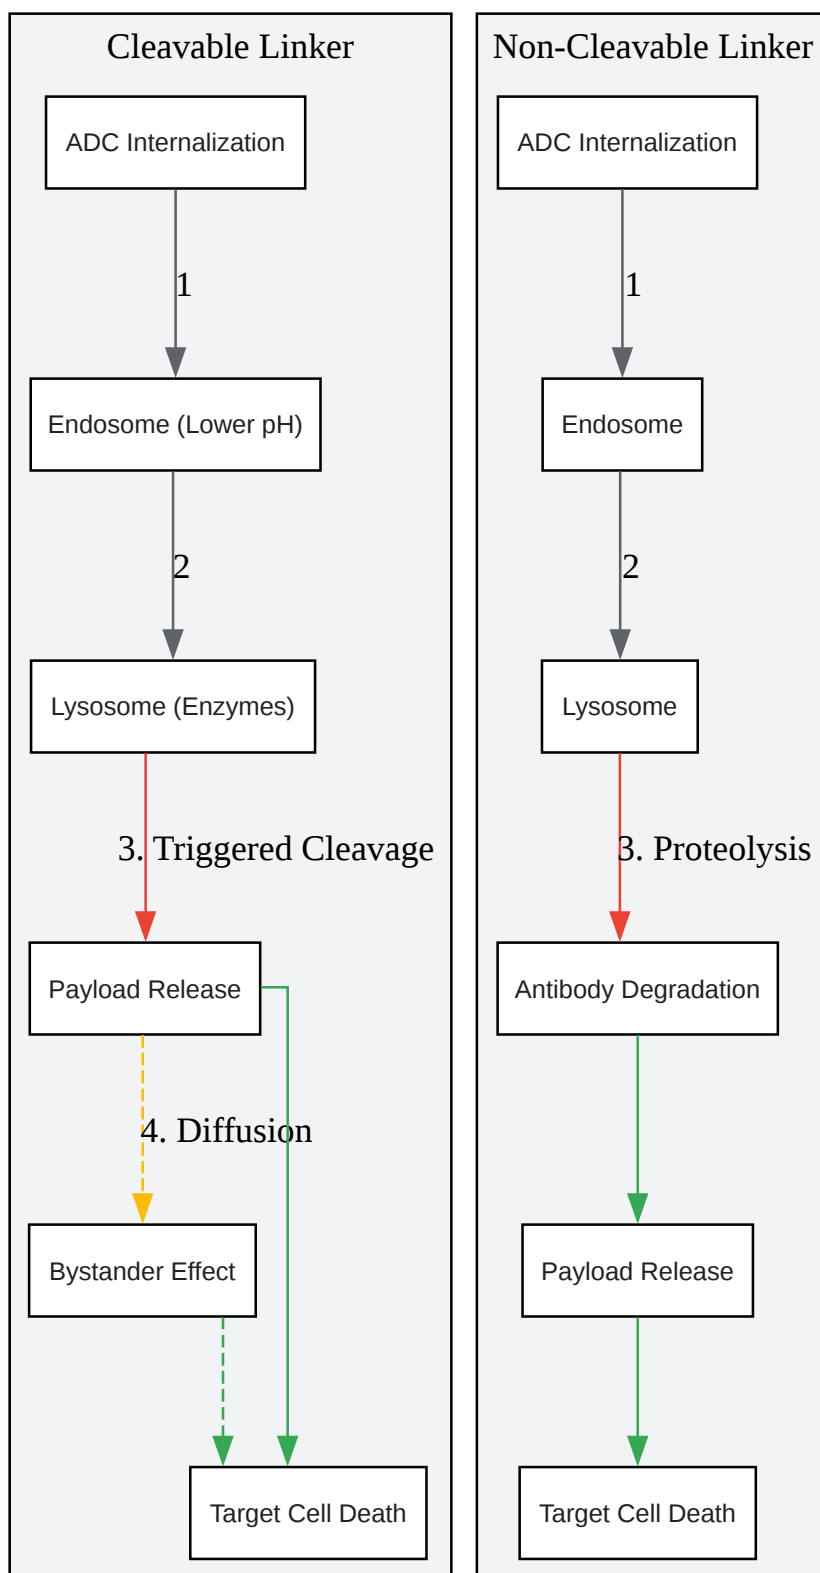 Cleavable Linker
ADC Internalization
1
Endosome (Lower pH)
2
Lysosome (Enzymes)
3. Triggered Cleavage
Payload Release
4. Diffusion
Bystander Effect
Target Cell Death
Non-Cleavable Linker
ADC Internalization
1
Endosome
2
Lysosome
3. Proteolysis
Antibody Degradation
Payload Release
Target Cell Death